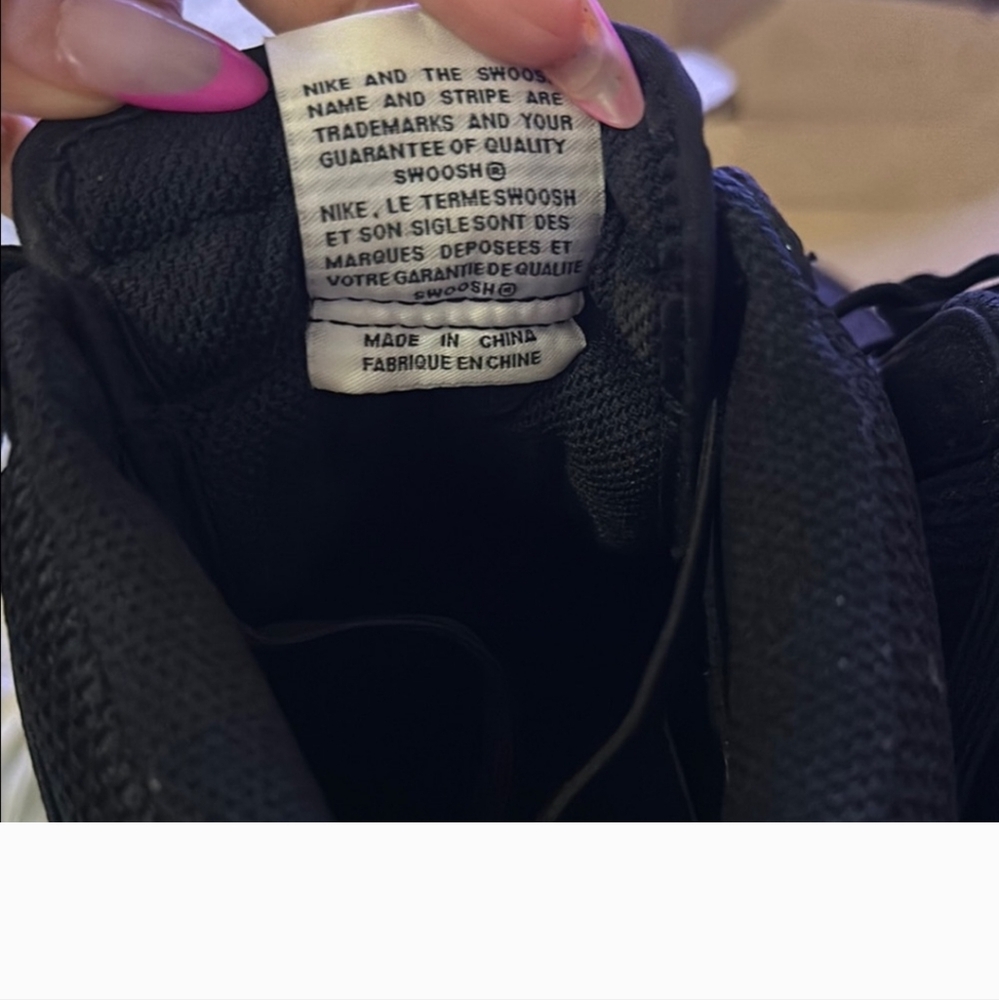 NIKE AND THE SWOOS
NAME AND STRIPE ARE
TRADEMARKS AND YOUR
GUARANTEE OF QUALITY
SWOOSH®
NIKE, LE TERME SWOOSH
ET SON SIGLE SONT DES
MARQUES DEPOSEES ET
VOTRE GARANTIE DE QUALITE
SWOOSH®
MADE IN CHINA
FABRIQUE EN CHINE